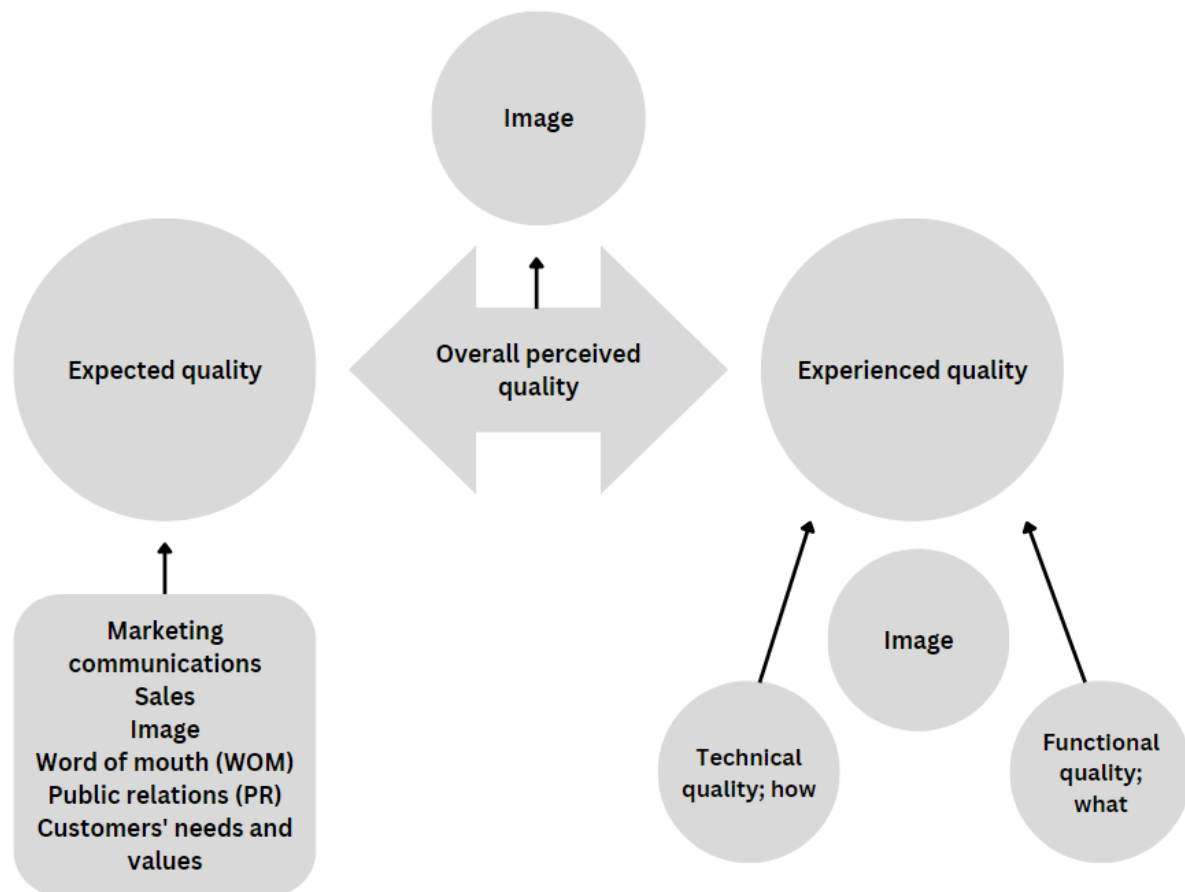 Image
Expected quality
Overall perceived
quality
Experienced quality
Marketing
communications
Sales
Image
Word of mouth (WOM)
Public relations (PR)
Customers' needs and
values
Image
Technical
quality; how
Functional
quality;
what